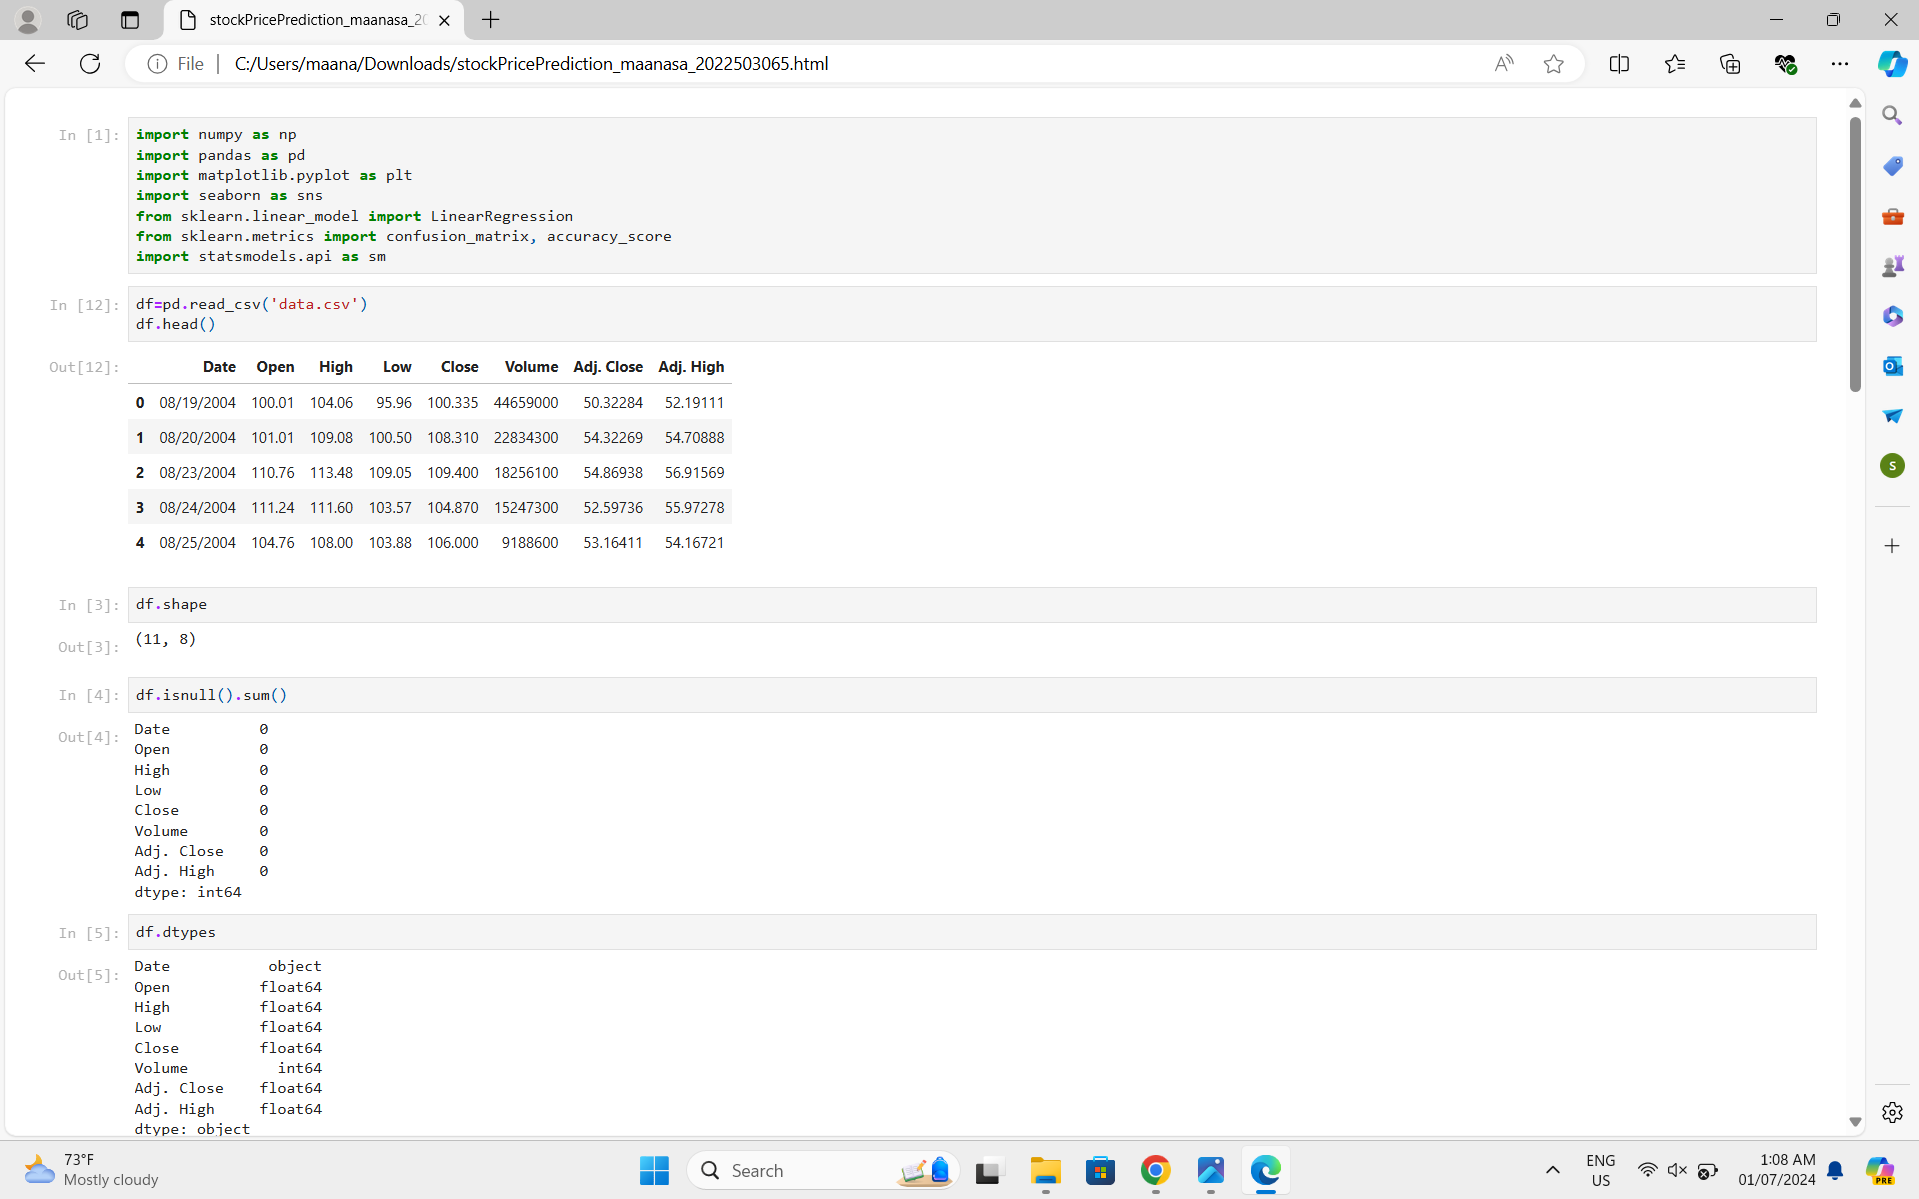 stockPricePrediction_maanasa_20
File
C:/Users/maana/Downloads/stockPricePrediction_maanasa_2022503065.html
In [1]: import numpy as np
import pandas as pd
import matplotlib.pyplot as plt
import seaborn as sns
from sklearn.linear_model import LinearRegression
from sklearn.metrics import confusion_matrix, accuracy_score
import statsmodels.api as sm
In [12]: df=pd.read_csv('data.csv')
df.head()
Out[12]: Date Open High Low Close Volume Adj. Close Adj. High
0 08/19/2004 100.01 104.06 95.96 100.335 44659000 50.32284 52.19111
1 08/20/2004 101.01 109.08 100.50 108.310 22834300 54.32269 54.70888
2 08/23/2004 110.76 113.48 109.05 109.400 18256100 54.86938 56.91569
3 08/24/2004 111.24 111.60 103.57 104.870 15247300 52.59736 55.97278
4 08/25/2004 104.76 108.00 103.88 106.000 9188600 53.16411 54.16721
In [3]: df.shape
Out[3]: (11, 8)
In [4]: df.isnull().sum()
Out[4]: Date 0
Open 0
High 0
Low 0
Close 0
Volume 0
Adj. Close 0
Adj. High 0
dtype: int64
In [5]: df.dtypes
Out[5]: Date object
Open float64
High float64
Low float64
Close float64
Volume int64
Adj. Close float64
Adj. High float64
dtype: object
S
73°F
Mostly cloudy
Search
ENG
US
1:08 AM
01/07/2024
PRE